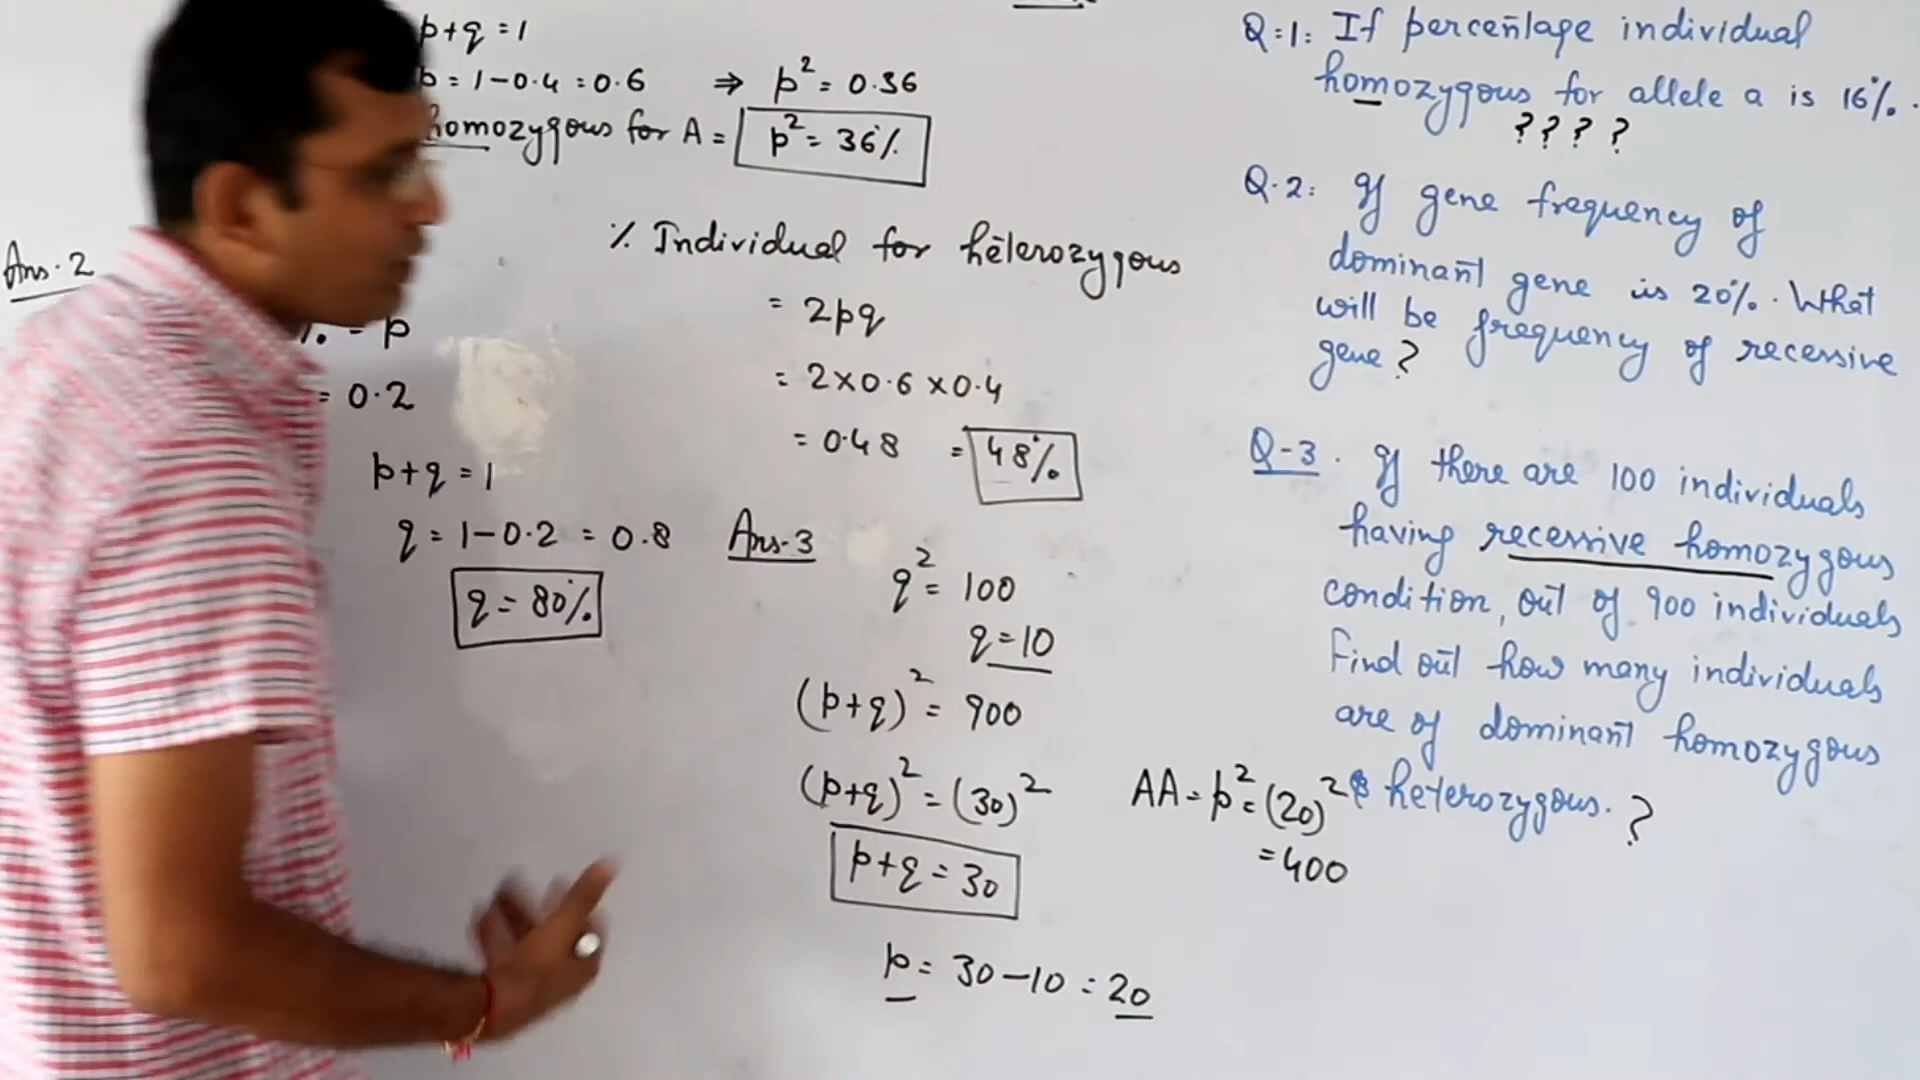 p+q=1
p=1-0.4=0.6 ⇒ p²=0.36
homozygous for A = p²=36%
% Individual for heterozygous
= 2pq
= 2×0.6×0.4
= 0.48 = 48%
Ans.2
% = p
= 0.2
p+q=1
q=1-0.2=0.8
q=80%
Ans.3
q²=100
q=10
(p+q)²=900
(p+q)²=(30)²
p+q=30
p=30-10=20
AA=p²=(20)²
=400
Q:1: If percentage individual
homozygous for allele a is 16%.
????
Q.2: If gene frequency of
dominant gene is 20%. What
will be frequency of recessive
gene?
Q-3. If there are 100 individuals
having recessive homozygous
condition, out of 900 individuals
Find out how many individuals
are of dominant homozygous
& heterozygous. ?